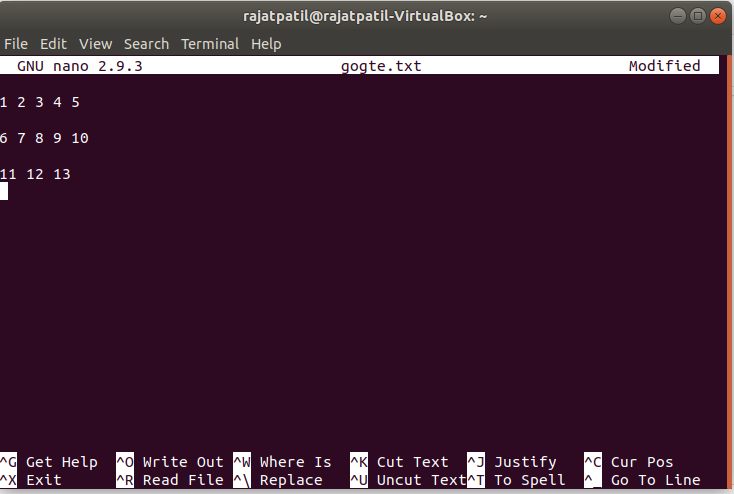 rajatpatil@rajatpatil-VirtualBox: ~
File Edit View Search Terminal Help
GNU nano 2.9.3 gogte.txt Modified
1 2 3 4 5
6 7 8 9 10
11 12 13
^G Get Help ^O Write Out ^W Where Is ^K Cut Text ^J Justify ^C Cur Pos
^X Exit ^R Read File ^\ Replace ^U Uncut Text ^T To Spell ^_ Go To Line